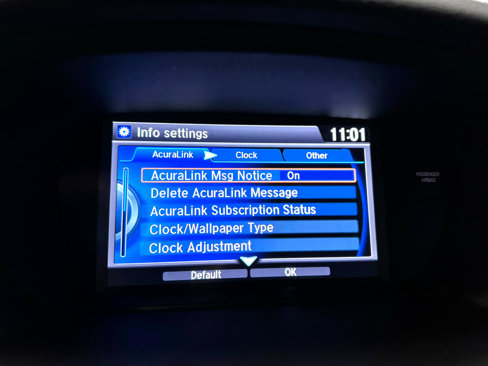 Info settings 11:01
AcuraLink Clock Other
AcuraLink Msg Notice On
Delete AcuraLink Message
AcuraLink Subscription Status
Clock/Wallpaper Type
Clock Adjustment
Default OK
PASSENGER
AIRBAG